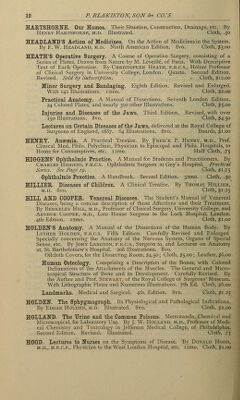 12 P. BLAKISTON, SON & CO.'S
HARTSHORNE. Our Homes. Their Situation, Construction, Drainage, etc. By
HENRY HARTSHORNE, M.D. Illustrated. Cloth, .50
HEADLAND'S Action of Medicines. On the Action of Medicines in the System.
By F. W. HEADLAND, M.D. Ninth American Edition. 8vo. Cloth, $3.00
HEATH'S Operative Surgery. A Course of Operative Surgery, consisting of a
Series of Plates, Drawn from Nature by M. Léveillé, of Paris. With Descriptive
Text of Each Operation. By CHRISTOPHER HEATH, F.R.C.S., Holme Professor
of Clinical Surgery in University College, London. Quarto. Second Edition.
Revised. Sold by Subscription. Cloth, $12.00
Minor Surgery and Bandaging. Eighth Edition. Revised and Enlarged.
With 142 Illustrations. 12mo. Cloth, $2.00
Practical Anatomy. A Manual of Dissections. Seventh London Edition.
24 Colored Plates, and nearly 300 other Illustrations. Cloth, $5.00
Injuries and Diseases of the Jaws. Third Edition. Revised, with over
150 Illustrations. 8vo. Cloth, $4.50
Lectures on Certain Diseases of the Jaws, delivered at the Royal College of
Surgeons of England, 1887. 64 Illustrations. 8vo. Boards, $1.00
HENRY. Anæmia. A Practical Treatise. By FRED'K P. HENRY, M.D., Prof.
Clinical Med. Phila. Polyclinic, Physician to Episcopal and Phila. Hospitals, to
Home for Consumptives, etc. 12mo. Half Cloth, .75
HIGGENS' Ophthalmic Practice. A Manual for Students and Practitioners. By
CHARLES HIGGENS, F.R.C.S. Ophthalmic Surgeon at Guy's Hospital. Practical
Series. See Page 19. Cloth, $1.75
Ophthalmic Practice. A Handbook. Second Edition. 32mo. Cloth, .50
HILLIER. Diseases of Children. A Clinical Treatise. By THOMAS HILLIER,
M.D. 8vo. Cloth, $1.25
HILL AND COOPER. Venereal Diseases. The Student's Manual of Venereal
Diseases, being a concise description of those Affections and their Treatment.
By BERKELEY HILL, M.D., Professor of Clinical Surgery, University College, and
ARTHUR COOPER, M.D., Late House Surgeon to the Lock Hospital, London.
4th Edition. 12mo. Cloth, $1.00
HOLDEN'S Anatomy. A Manual of the Dissections of the Human Body. By
LUTHER HOLDEN, F.R.C.S. Fifth Edition. Carefully Revised and Enlarged.
Specially concerning the Anatomy of the Nervous System, Organs of Special
Sense, etc. By JOHN LANGTON, F.R.C.S., Surgeon to, and Lecturer on Anatomy
at, St. Bartholomew's Hospital. 208 Illustrations. 8vo.
Oilcloth Covers, for the Dissecting Room, $4.50; Cloth, $5.00; Leather, $6.00
Human Osteology. Comprising a Description of the Bones, with Colored
Delineations of the Attachments of the Muscles. The General and Micro-
scopical Structure of Bone and its Development. Carefully Revised. By
the Author and Prof. STEWART, of the Royal College of Surgeons' Museum.
With Lithographic Plates and Numerous Illustrations. 7th Ed. Cloth, $6.00
Landmarks. Medical and Surgical. 4th Edition. 8vo. Cloth, $1.25
HOLDEN. The Sphygmograph. Its Physiological and Pathological Indications.
By EDGAR HOLDEN, M.D. Illustrated. 8vo. Cloth, $2.00
HOLLAND. The Urine and the Common Poisons. Memoranda, Chemical and
Microscopical, for Laboratory Use. By J. W. HOLLAND, M.D., Professor of Medi-
cal Chemistry and Toxicology in Jefferson Medical College, of Philadelphia.
Second Edition. Revised. Illustrated. Cloth, .75
HOOD. Lectures to Nurses on the Symptoms of Disease. By DONALD HOOD,
M.D., M.R.C.P., Physician to the West London Hospital, etc. 12mo. Cloth, $1.00